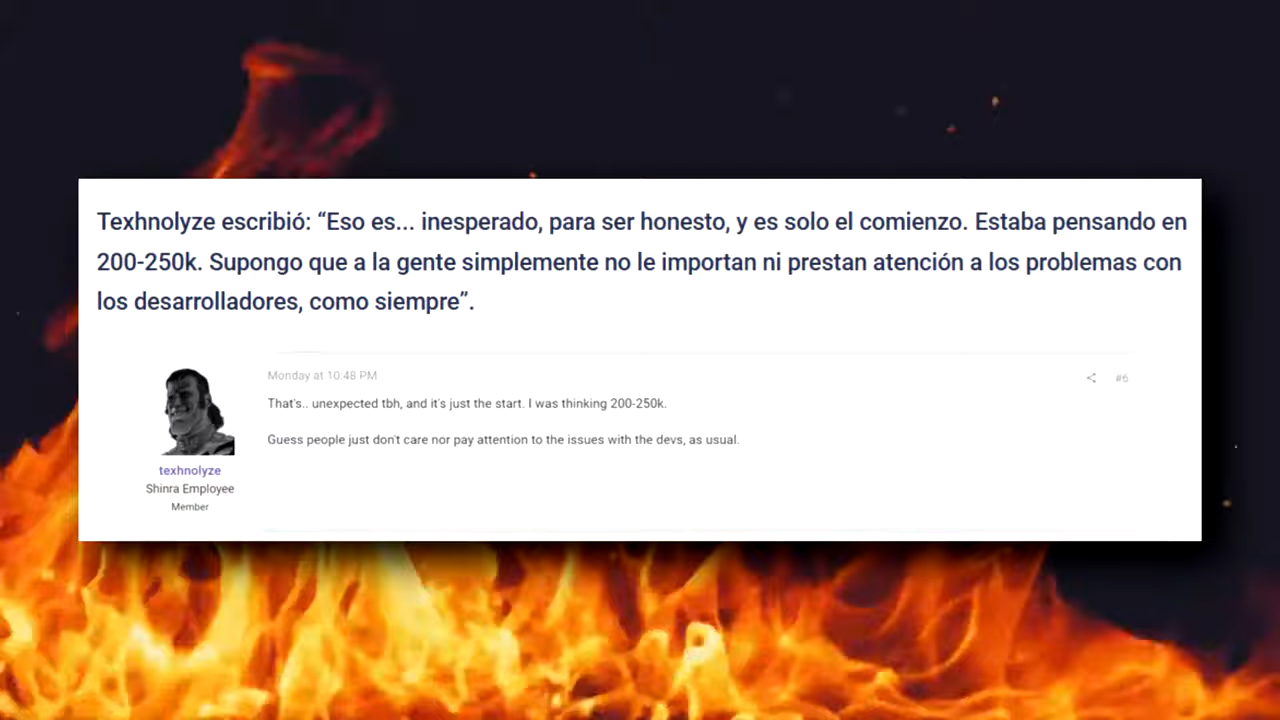 Texhnolyze escribió: “Eso es... inesperado, para ser honesto, y es solo el comienzo. Estaba pensando en
200-250k. Supongo que a la gente simplemente no le importan ni prestan atención a los problemas con
los desarrolladores, como siempre”.
Monday at 10:48 PM
#6
That's.. unexpected tbh, and it's just the start. I was thinking 200-250k.
Guess people just don't care nor pay attention to the issues with the devs, as usual.
texhnolyze
Shinra Employee
Member